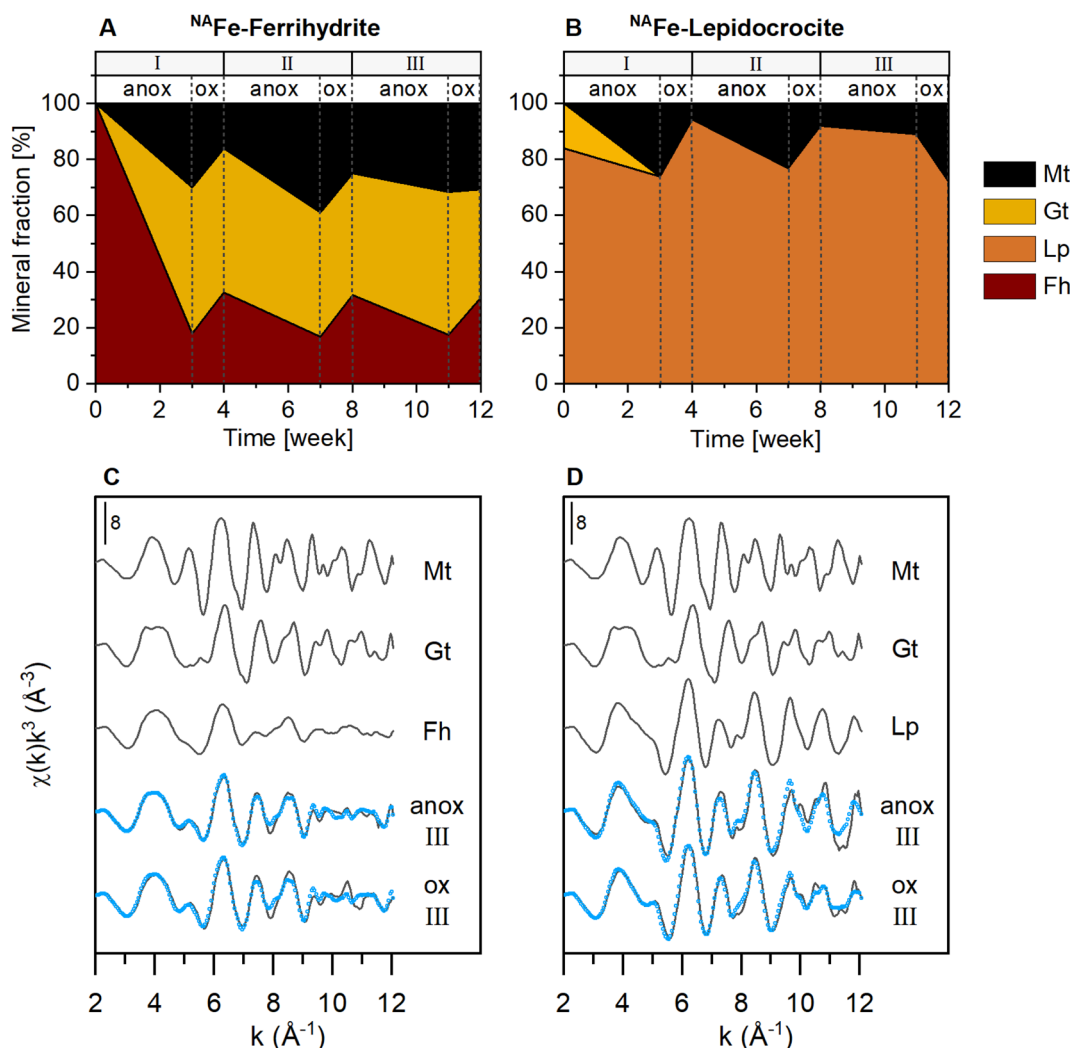 A
ᴺᴬFe-Ferrihydrite
I II III
anox ox anox ox anox ox
Mineral fraction [%]
100
80
60
40
20
0
0 2 4 6 8 10 12
Time [week]
B
ᴺᴬFe-Lepidocrocite
I II III
anox ox anox ox anox ox
100
80
60
40
20
0
0 2 4 6 8 10 12
Time [week]
Mt
Gt
Lp
Fh
C
8
χ(k)k³ (Å⁻³)
Mt
Gt
Fh
anox
III
ox
III
2 4 6 8 10 12
k (Å⁻¹)
D
8
Mt
Gt
Lp
anox
III
ox
III
2 4 6 8 10 12
k (Å⁻¹)